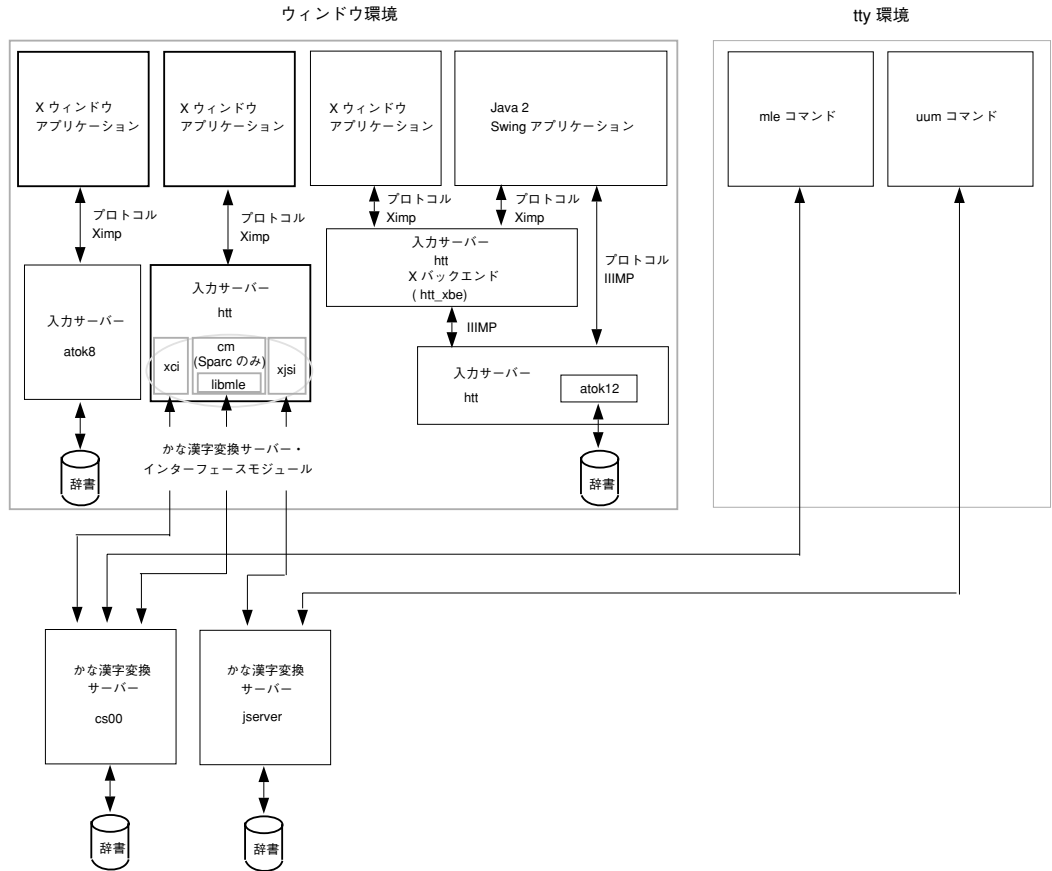 ウィンドウ環境
tty 環境
X ウィンドウ
アプリケーション
X ウィンドウ
アプリケーション
X ウィンドウ
アプリケーション
Java 2
Swing アプリケーション
mle コマンド
uum コマンド
プロトコル
Ximp
プロトコル
Ximp
プロトコル
Ximp
プロトコル
Ximp
プロトコル
IIIMP
入力サーバー
atok8
入力サーバー
htt
xci
cm
(Sparc のみ)
libmle
xjsi
入力サーバー
htt
X バックエンド
( htt_xbe)
IIIMP
入力サーバー
htt
atok12
辞書
かな漢字変換サーバー・
インターフェースモジュール
辞書
かな漢字変換
サーバー
cs00
かな漢字変換
サーバー
jserver
辞書
辞書